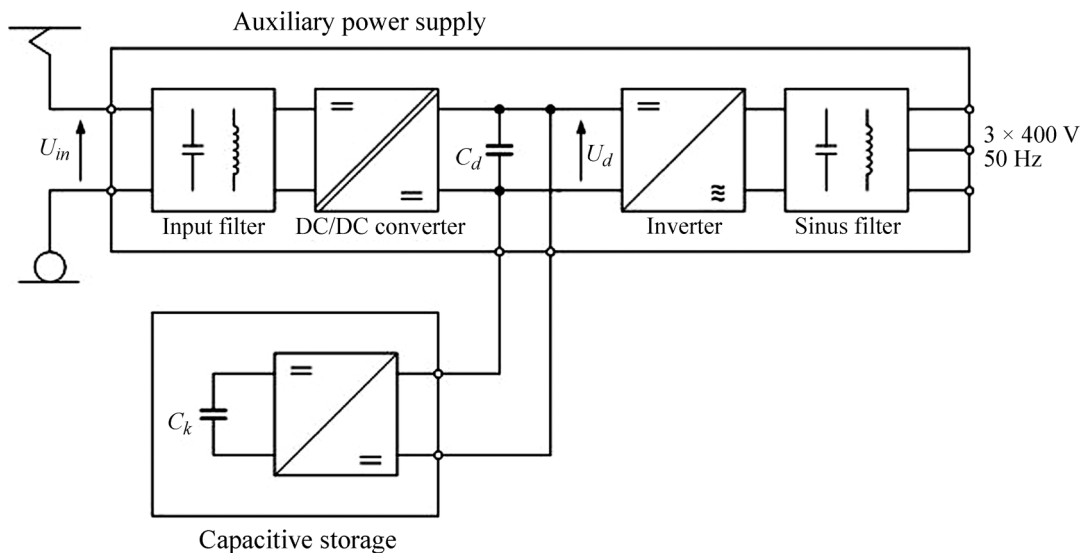 Auxiliary power supply
U_in
C_d
U_d
3 × 400 V
50 Hz
Input filter
DC/DC converter
Inverter
Sinus filter
C_k
Capacitive storage